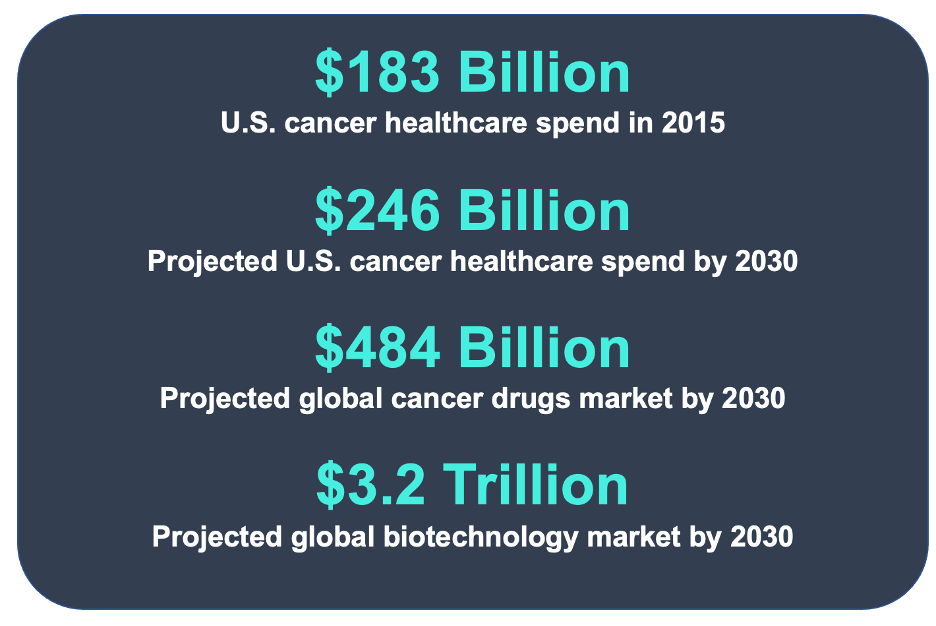 $183 Billion
U.S. cancer healthcare spend in 2015
$246 Billion
Projected U.S. cancer healthcare spend by 2030
$484 Billion
Projected global cancer drugs market by 2030
$3.2 Trillion
Projected global biotechnology market by 2030